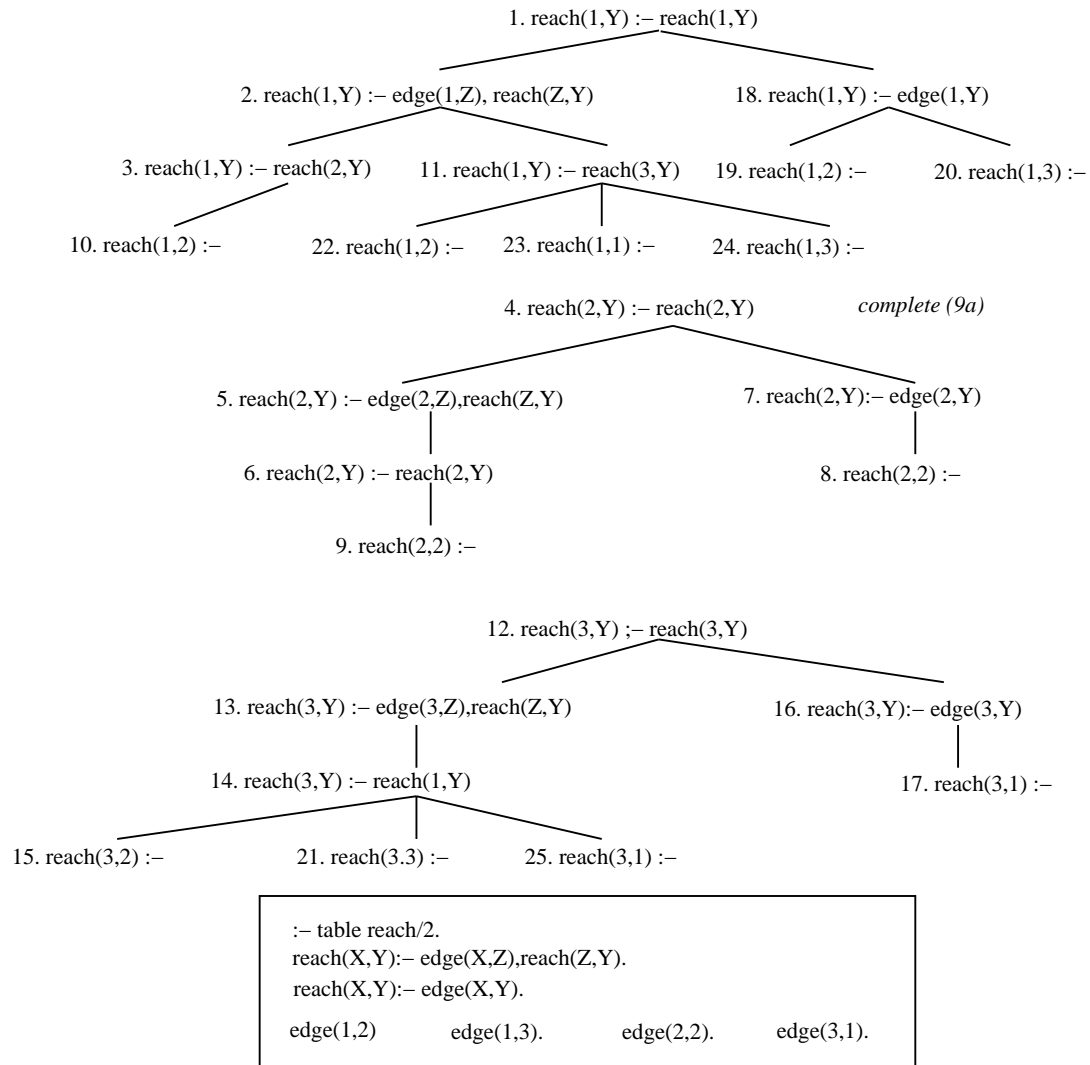 1. reach(1,Y) :– reach(1,Y)
2. reach(1,Y) :– edge(1,Z), reach(Z,Y) 18. reach(1,Y) :– edge(1,Y)
3. reach(1,Y) :– reach(2,Y) 11. reach(1,Y) :– reach(3,Y) 19. reach(1,2) :– 20. reach(1,3) :–
10. reach(1,2) :– 22. reach(1,2) :– 23. reach(1,1) :– 24. reach(1,3) :–
4. reach(2,Y) :– reach(2,Y) complete (9a)
5. reach(2,Y) :– edge(2,Z),reach(Z,Y) 7. reach(2,Y):– edge(2,Y)
6. reach(2,Y) :– reach(2,Y) 8. reach(2,2) :–
9. reach(2,2) :–
12. reach(3,Y) ;– reach(3,Y)
13. reach(3,Y) :– edge(3,Z),reach(Z,Y) 16. reach(3,Y):– edge(3,Y)
14. reach(3,Y) :– reach(1,Y) 17. reach(3,1) :–
15. reach(3,2) :– 21. reach(3.3) :– 25. reach(3,1) :–
:– table reach/2.
reach(X,Y):– edge(X,Z),reach(Z,Y).
reach(X,Y):– edge(X,Y).
edge(1,2) edge(1,3). edge(2,2). edge(3,1).